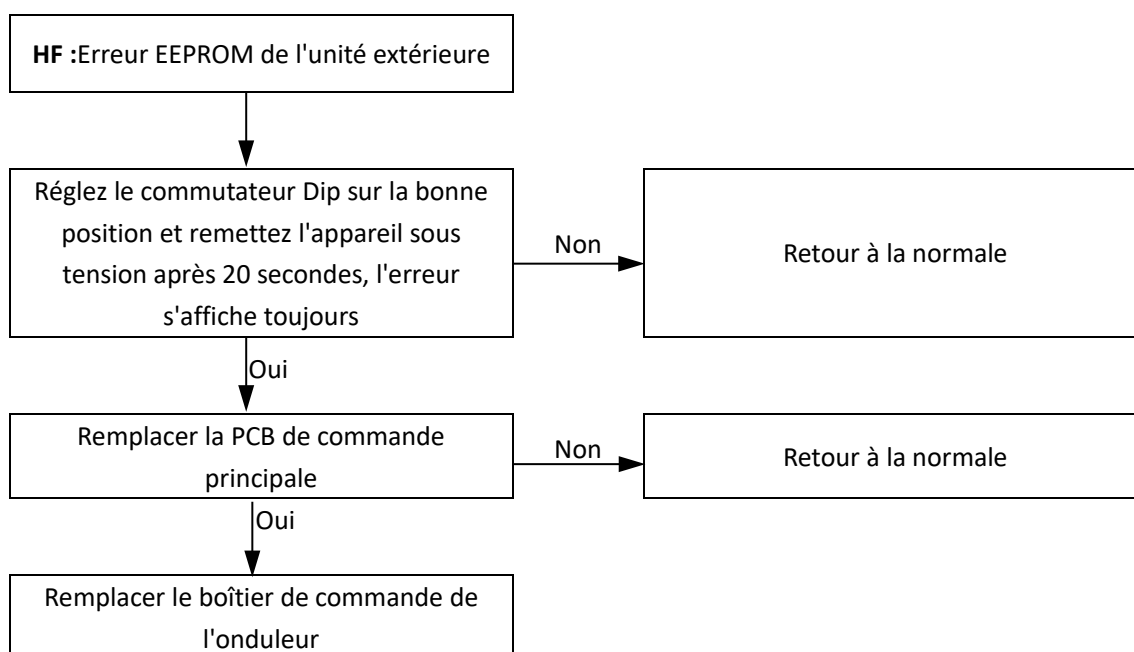 HF :Erreur EEPROM de l'unité extérieure
Réglez le commutateur Dip sur la bonne
position et remettez l'appareil sous
tension après 20 secondes, l'erreur
s'affiche toujours
Non
Retour à la normale
Oui
Remplacer la PCB de commande
principale
Non
Retour à la normale
Oui
Remplacer le boîtier de commande de
l'onduleur